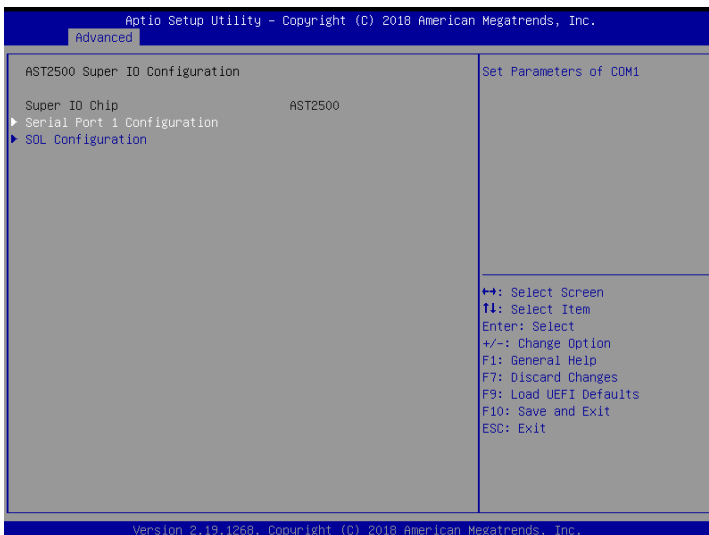 Aptio Setup Utility – Copyright (C) 2018 American Megatrends, Inc.
Advanced
AST2500 Super IO Configuration
Super IO Chip AST2500
Serial Port 1 Configuration
SOL Configuration
Set Parameters of COM1
↔: Select Screen
↑↓: Select Item
Enter: Select
+/-: Change Option
F1: General Help
F7: Discard Changes
F9: Load UEFI Defaults
F10: Save and Exit
ESC: Exit
Version 2.19.1268. Copyright (C) 2018 American Megatrends, Inc.